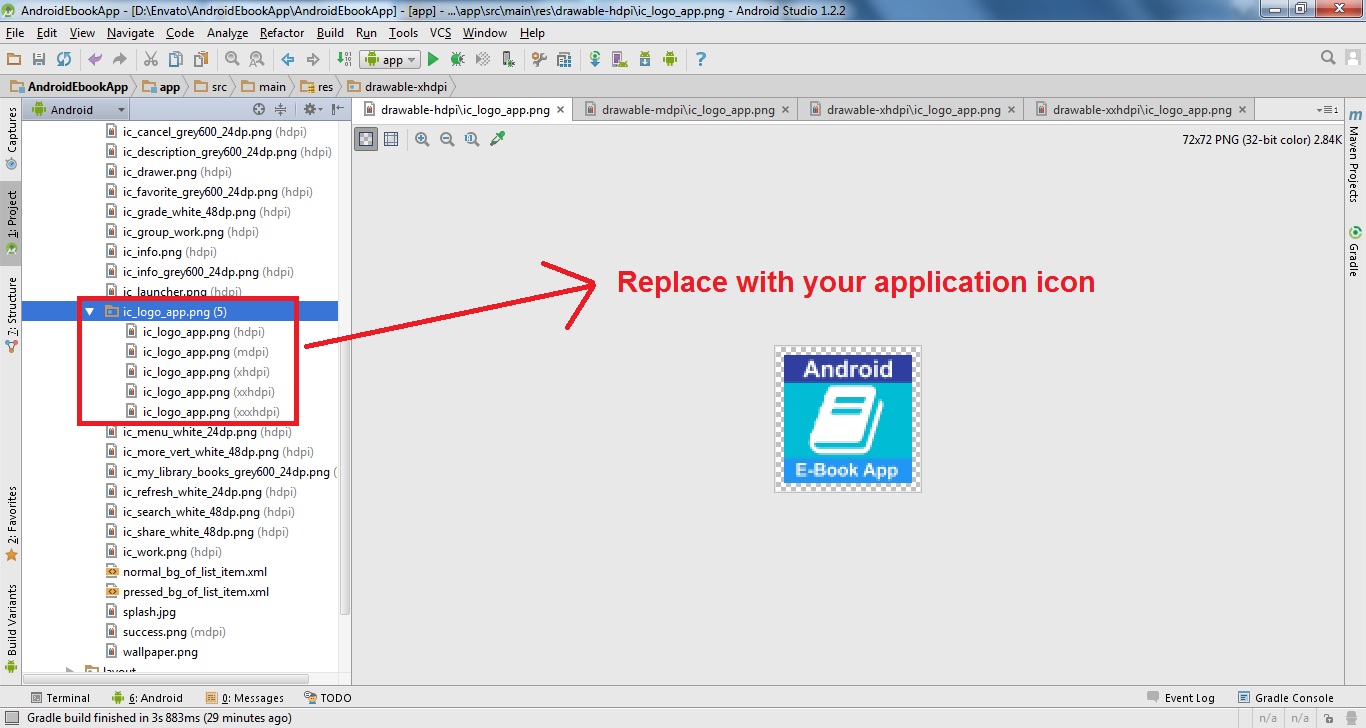 AndroidEbookApp - [D:\Envato\AndroidEbookApp\AndroidEbookApp] - [app] - ...\app\src\main\res\drawable-hdpi\ic_logo_app.png - Android Studio 1.2.2
File Edit View Navigate Code Analyze Refactor Build Run Tools VCS Window Help
app
AndroidEbookApp app src main res drawable-xhdpi
Android
drawable-hdpi\ic_logo_app.png drawable-mdpi\ic_logo_app.png drawable-xhdpi\ic_logo_app.png drawable-xxhdpi\ic_logo_app.png
72x72 PNG (32-bit color) 2.84K
Captures
1: Project
7: Structure
2: Favorites
Build Variants
ic_cancel_grey600_24dp.png (hdpi)
ic_description_grey600_24dp.png (hdpi)
ic_drawer.png (hdpi)
ic_favorite_grey600_24dp.png (hdpi)
ic_grade_white_48dp.png (hdpi)
ic_group_work.png (hdpi)
ic_info.png (hdpi)
ic_info_grey600_24dp.png (hdpi)
ic_launcher.png (hdpi)
ic_logo_app.png (5)
ic_logo_app.png (hdpi)
ic_logo_app.png (mdpi)
ic_logo_app.png (xhdpi)
ic_logo_app.png (xxhdpi)
ic_logo_app.png (xxxhdpi)
ic_menu_white_24dp.png (hdpi)
ic_more_vert_white_48dp.png (hdpi)
ic_my_library_books_grey600_24dp.png (
ic_refresh_white_24dp.png (hdpi)
ic_search_white_48dp.png (hdpi)
ic_share_white_48dp.png (hdpi)
ic_work.png (hdpi)
normal_bg_of_list_item.xml
pressed_bg_of_list_item.xml
splash.jpg
success.png (mdpi)
wallpaper.png
layout
Replace with your application icon
Android
E-Book App
Maven Projects
Gradle
Terminal 6: Android 0: Messages TODO Event Log Gradle Console
Gradle build finished in 3s 883ms (29 minutes ago) n/a n/a